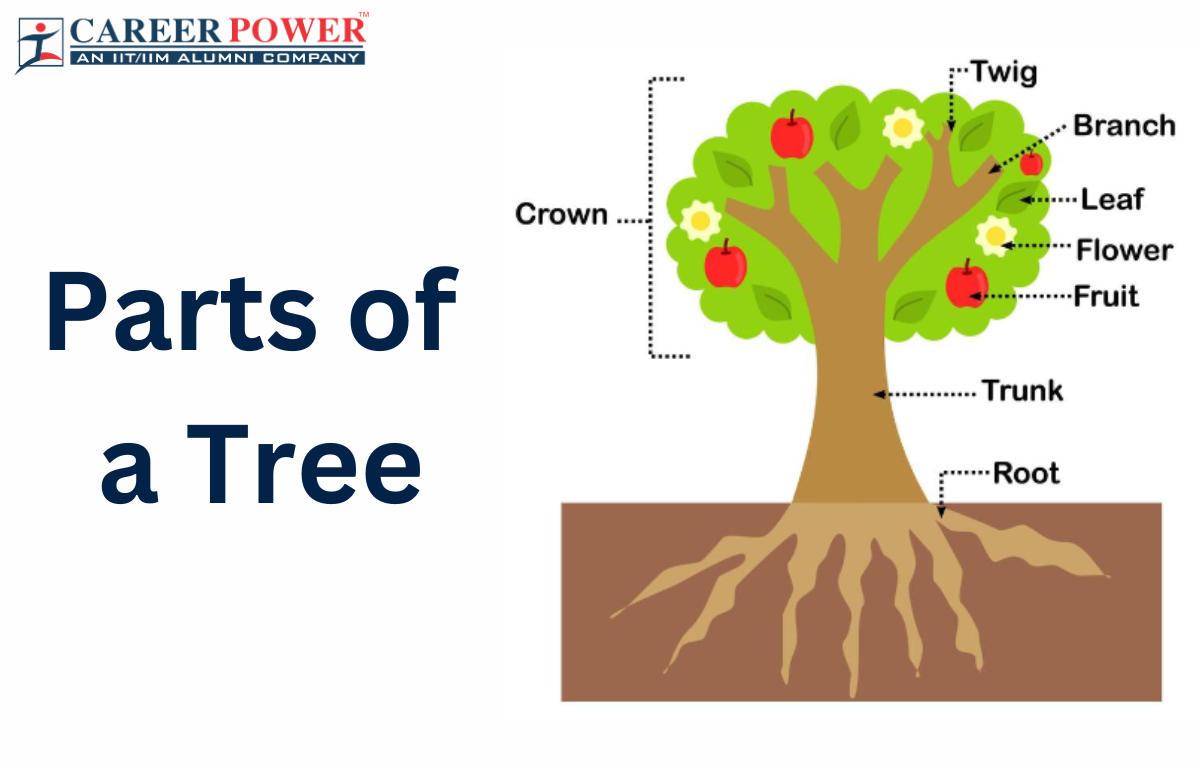 CAREER POWER™
AN IIT/IIM ALUMNI COMPANY
Parts of
a Tree
Twig
Branch
Crown
Leaf
Flower
Fruit
Trunk
Root